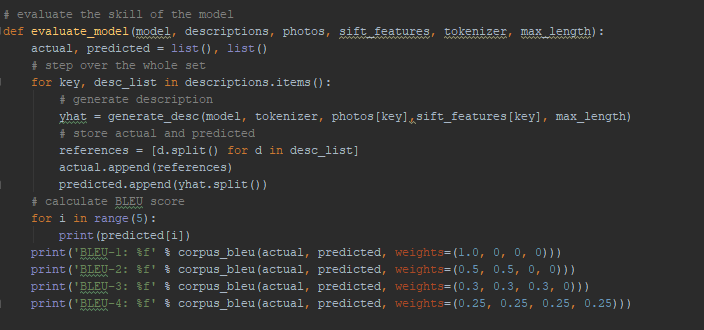 # evaluate the skill of the model
def evaluate_model(model, descriptions, photos, sift_features, tokenizer, max_length):
    actual, predicted = list(), list()
    # step over the whole set
    for key, desc_list in descriptions.items():
        # generate description
        yhat = generate_desc(model, tokenizer, photos[key],sift_features[key], max_length)
        # store actual and predicted
        references = [d.split() for d in desc_list]
        actual.append(references)
        predicted.append(yhat.split())
    # calculate BLEU score
    for i in range(5):
        print(predicted[i])
    print('BLEU-1: %f' % corpus_bleu(actual, predicted, weights=(1.0, 0, 0, 0)))
    print('BLEU-2: %f' % corpus_bleu(actual, predicted, weights=(0.5, 0.5, 0, 0)))
    print('BLEU-3: %f' % corpus_bleu(actual, predicted, weights=(0.3, 0.3, 0.3, 0)))
    print('BLEU-4: %f' % corpus_bleu(actual, predicted, weights=(0.25, 0.25, 0.25, 0.25)))